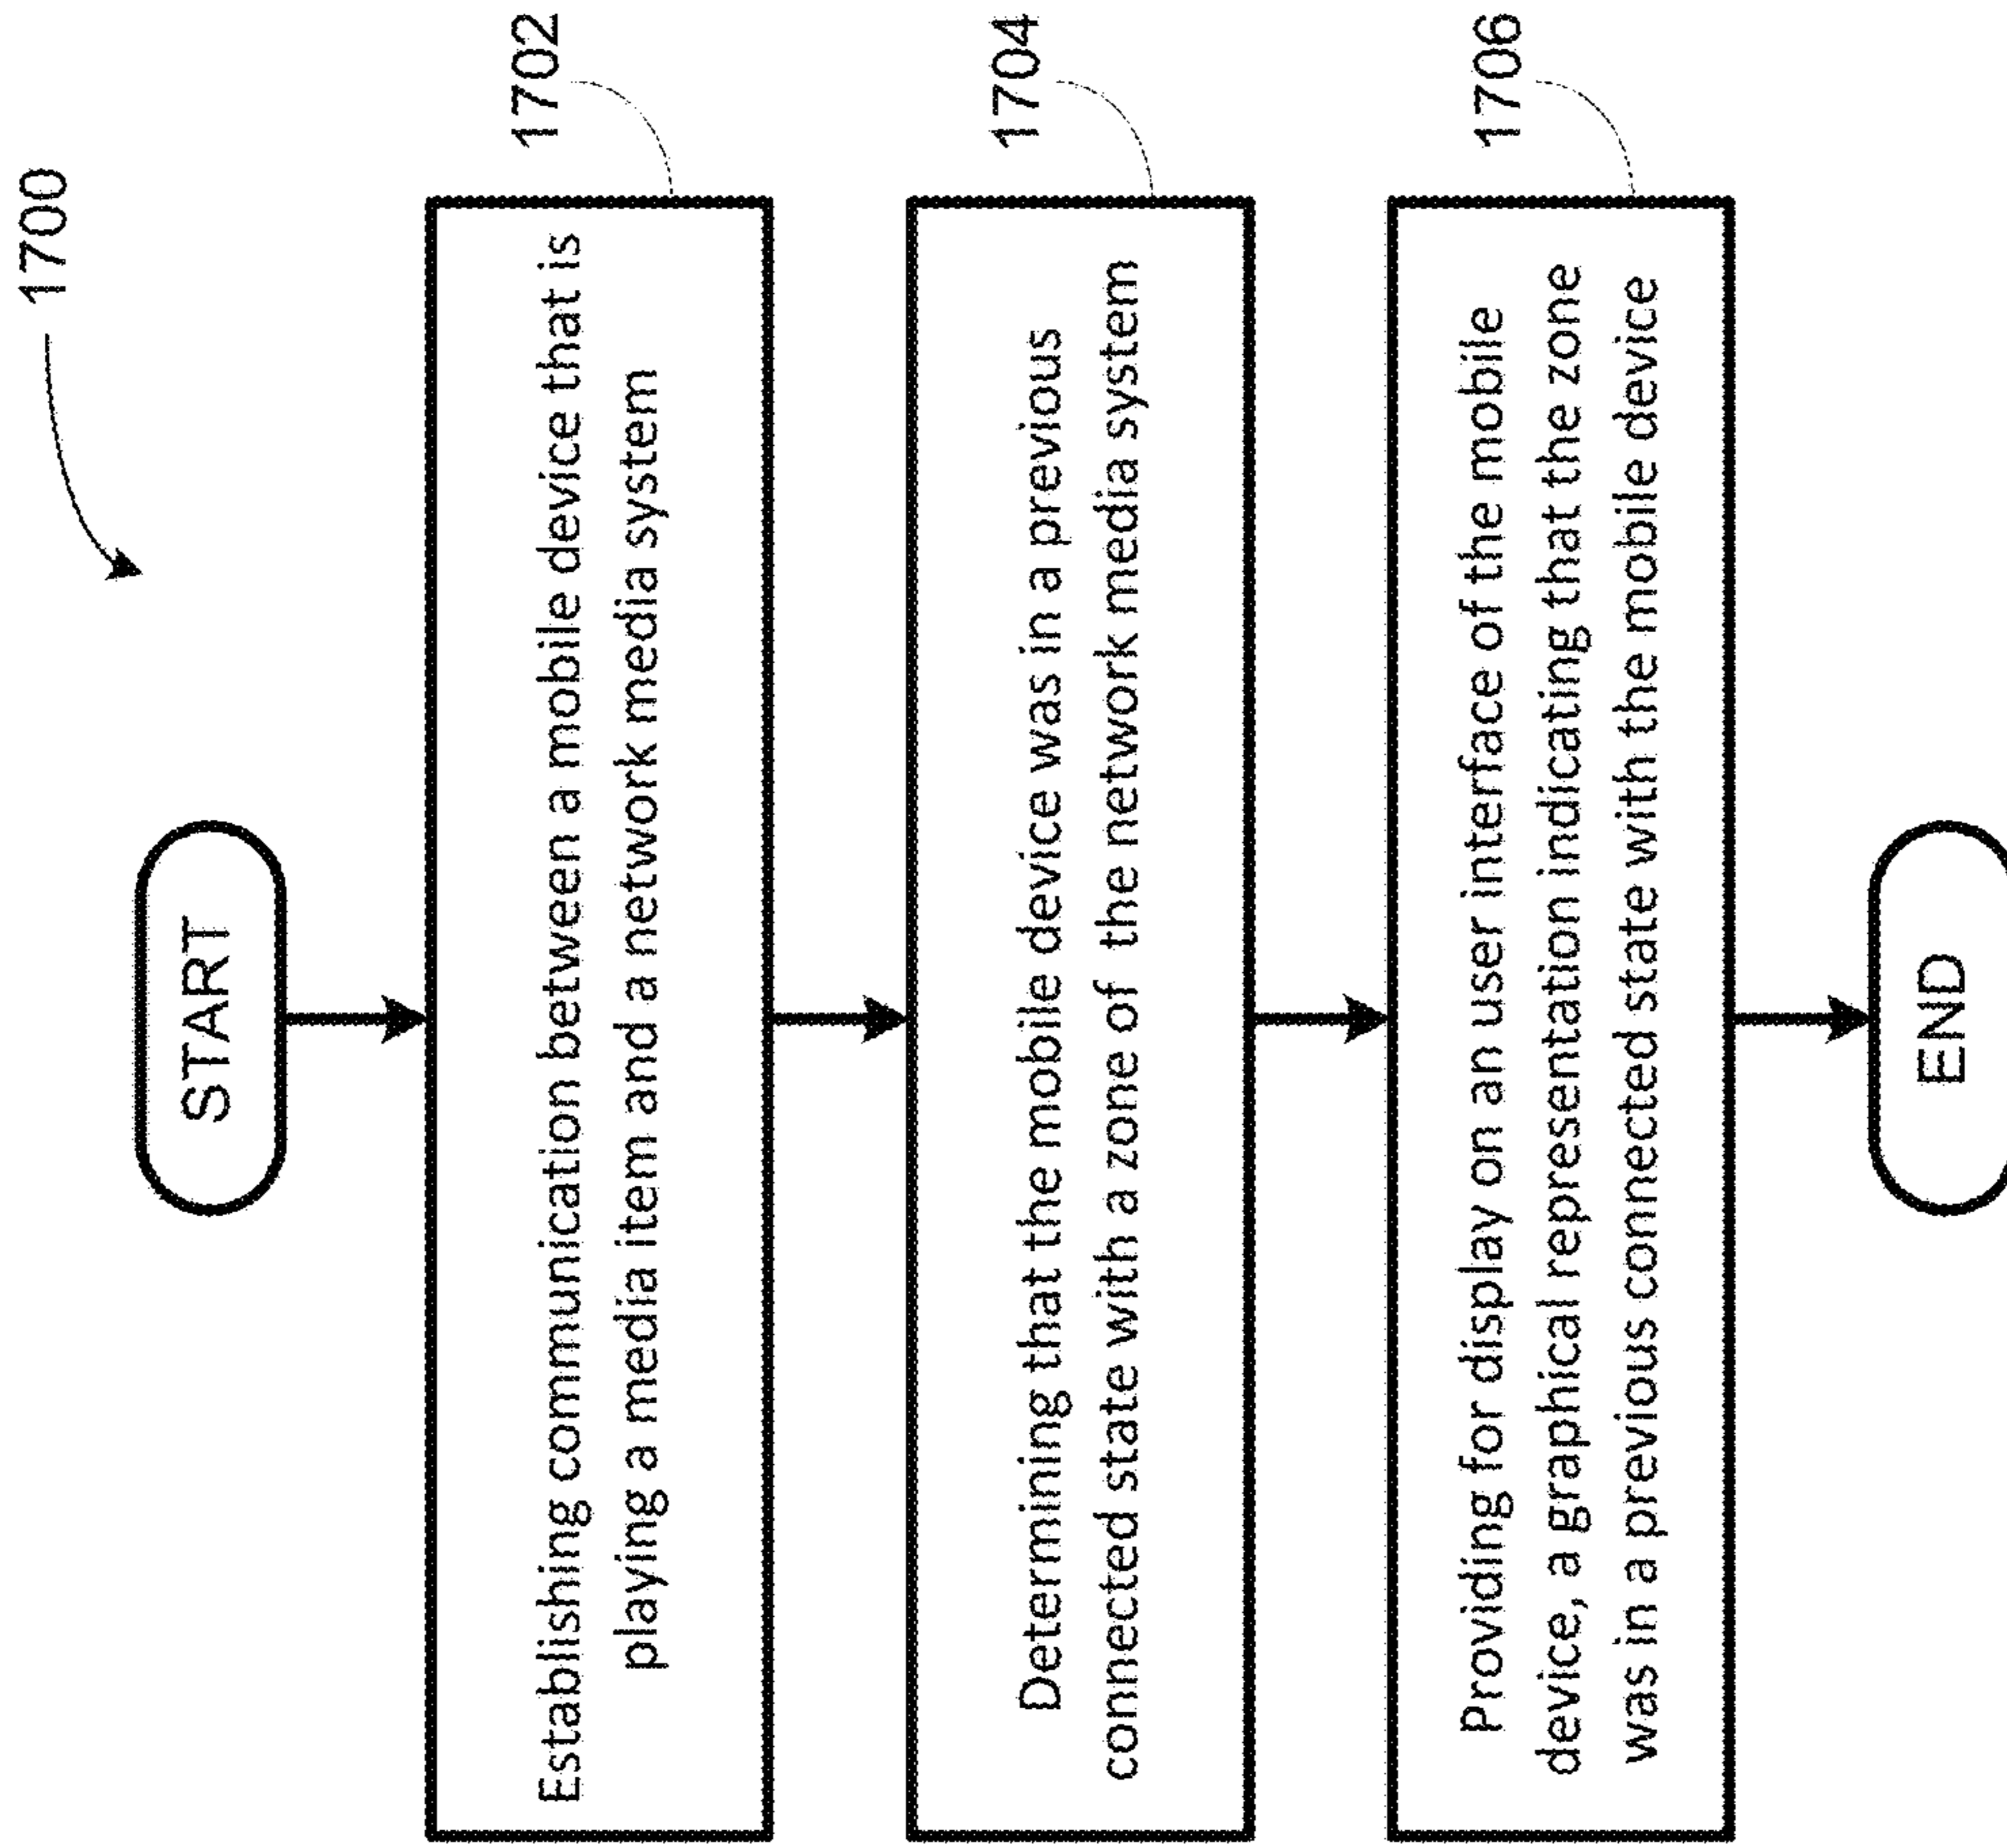 1700
START
Establishing communication between a mobile device that is
playing a media item and a network media system
1702
Determining that the mobile device was in a previous
connected state with a zone of the network media system
1704
Providing for display on an user interface of the mobile
device, a graphical representation indicating that the zone
was in a previous connected state with the mobile device
1706
END